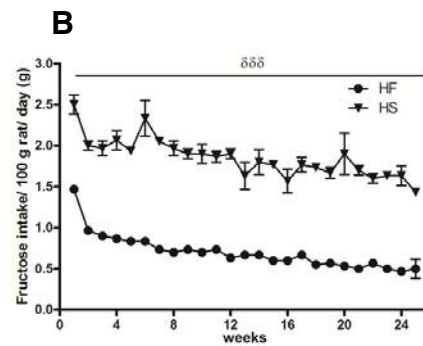 B
δδδ
HF
HS
Fructose intake/ 100 g rat/ day (g)
3.0
2.5
2.0
1.5
1.0
0.5
0.0
0 4 8 12 16 20 24
weeks